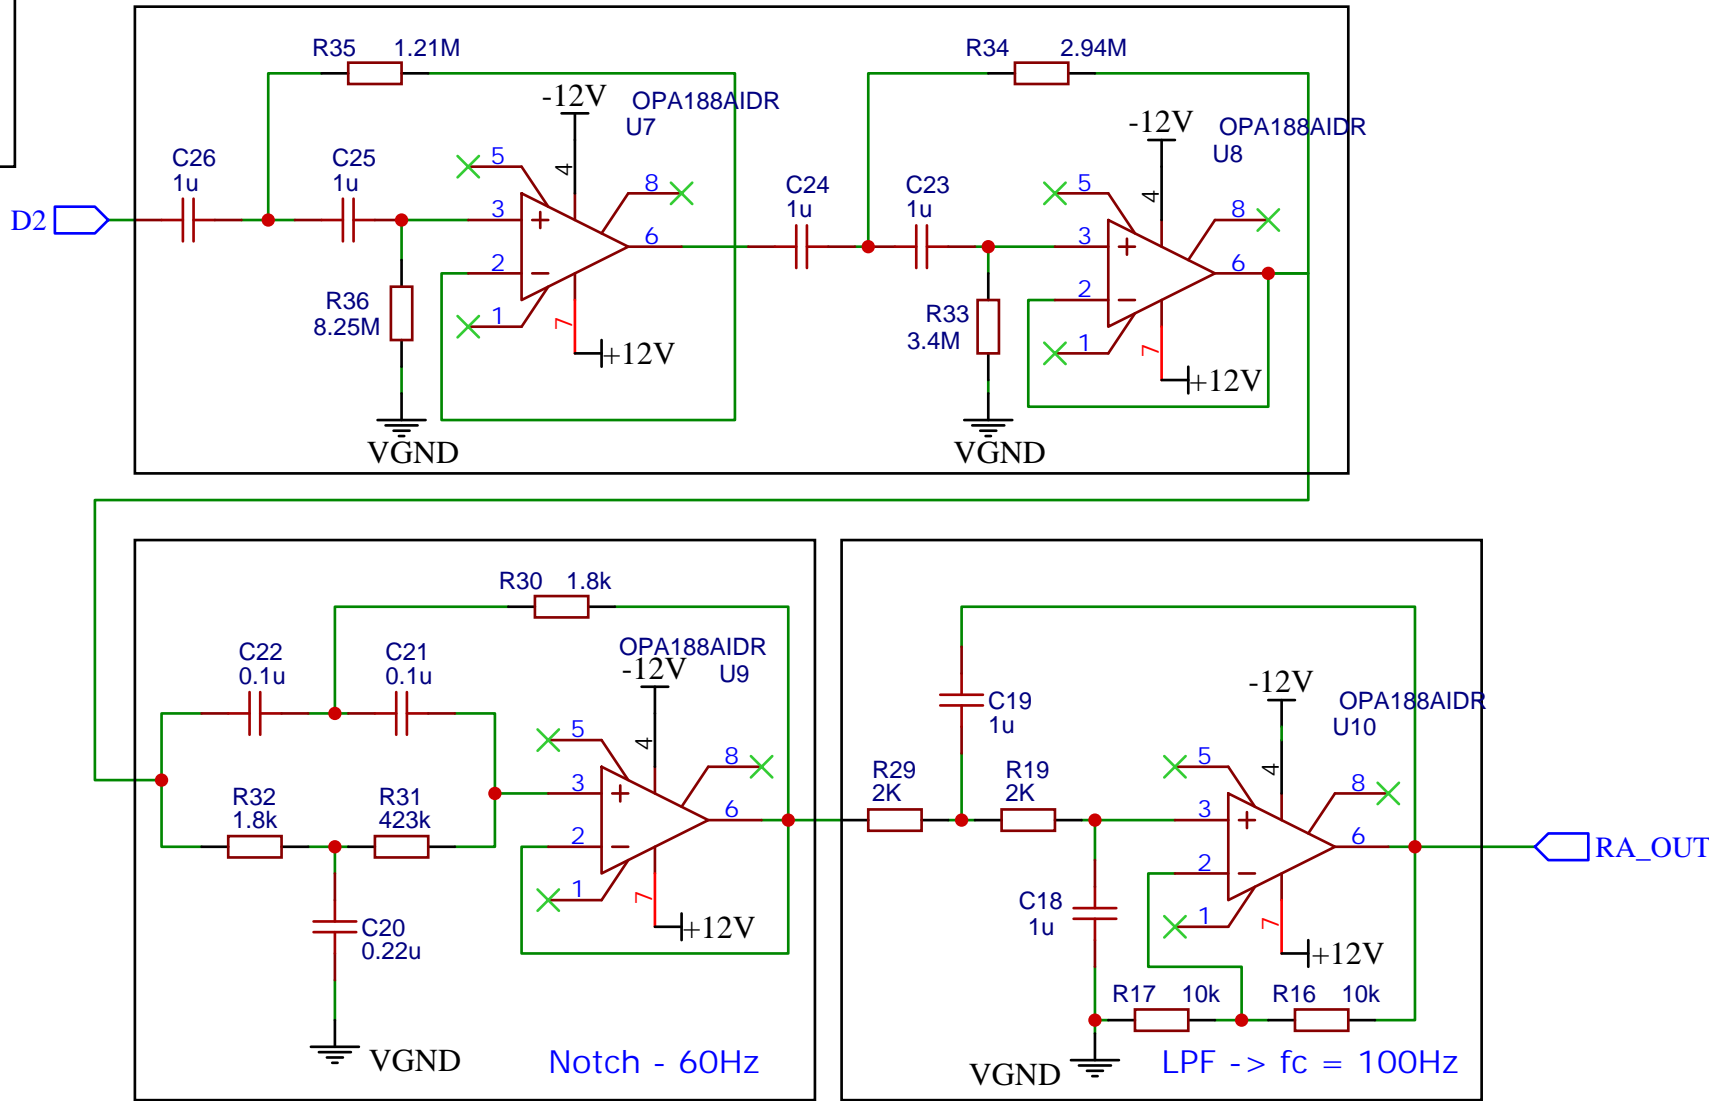 R35 1.21M
R34 2.94M
-12V
OPA188AIDR
U7
-12V
OPA188AIDR
U8
C26
1u
C25
1u
5
4
8
3
2
1
6
7
+12V
D2
R36
8.25M
VGND
C24
1u
C23
1u
5
4
8
3
2
1
6
7
+12V
R33
3.4M
VGND
R30 1.8k
OPA188AIDR
-12V
U9
C22
0.1u
C21
0.1u
5
4
8
3
2
1
6
7
+12V
R32
1.8k
R31
423k
C20
0.22u
VGND
Notch - 60Hz
-12V
OPA188AIDR
U10
C19
1u
R29
2K
R19
2K
5
4
8
3
2
1
6
7
+12V
RA_OUT
C18
1u
R17 10k
R16 10k
VGND
LPF -> fc = 100Hz